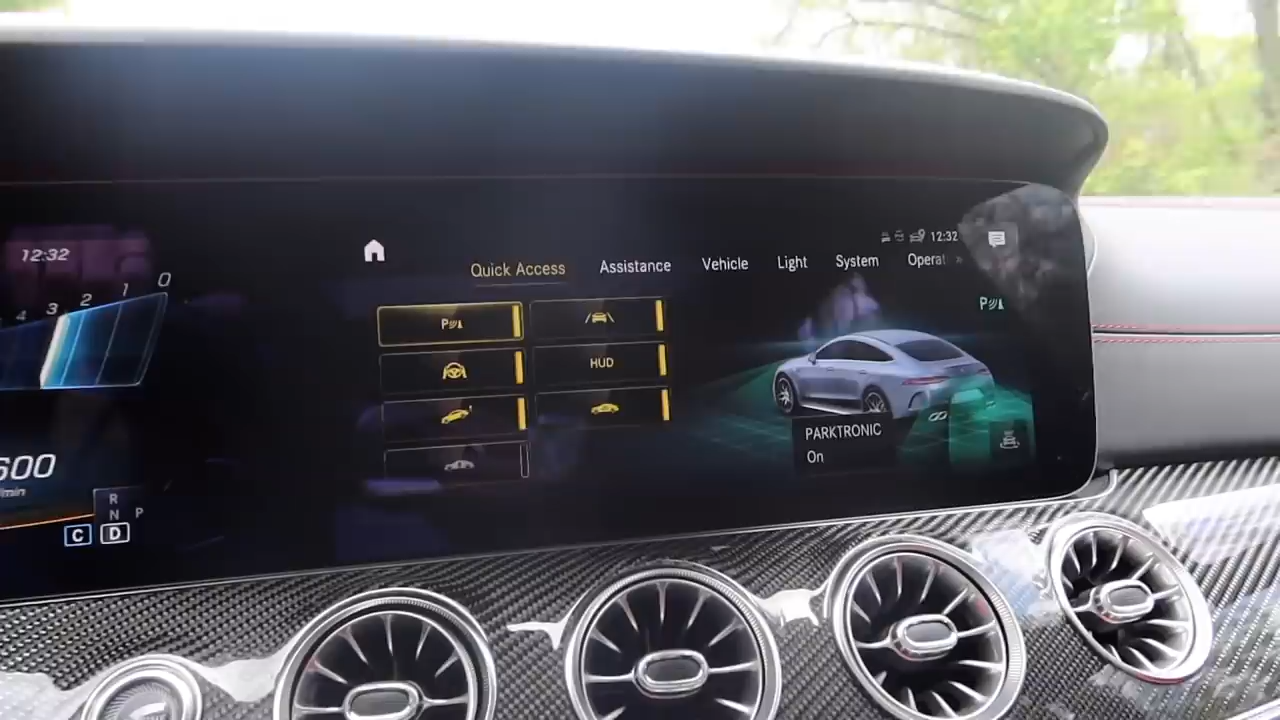 12:32
12:32
Quick Access Assistance Vehicle Light System Operat »
0
1
2
3
4
P
HUD
P
PARKTRONIC
On
600
/min
R
N P
C D